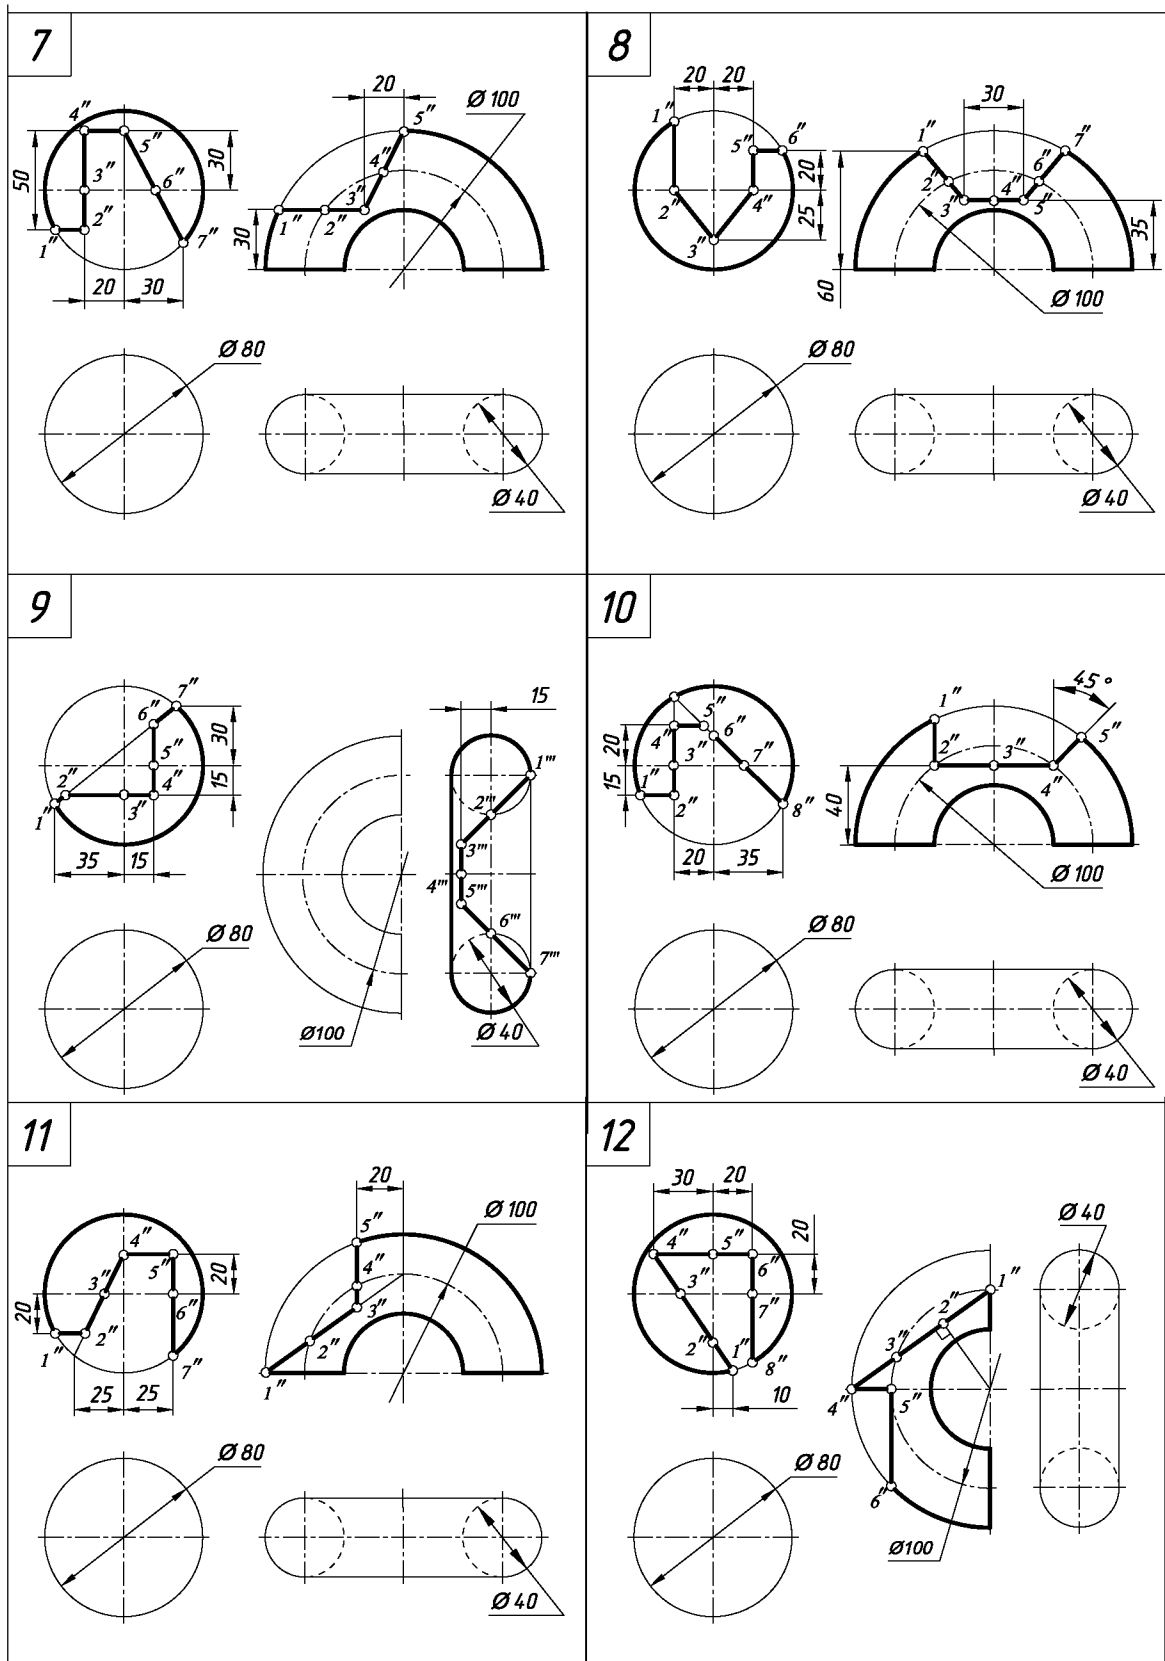 7
4" 5" 20 Ø 100
50 3" 6" 30 5"
2" 4"
1" 7" 3"
1" 2" 30
20 30
Ø 80
Ø 40
8
20 20 30
1" 6" 1" 7"
5" 20 2" 6"
2" 4" 25 3" 4" 5"
3" 60 35
Ø 100
Ø 80
Ø 40
9
7" 15
6" 30 1'''
5" 2'''
2" 4" 15 3'''
1" 3" 4''' 5'''
35 15 6'''
7'''
Ø 80
Ø100 Ø 40
10
45°
5" 1" 5"
20 4" 6" 2" 3" 4"
3" 7" 40
15 1" 2" 8"
20 35 Ø 100
Ø 80
Ø 40
11
20
4" 5" Ø 100
5" 20 4"
3" 3"
20 6" 2"
1" 2" 7" 1"
25 25
Ø 80
Ø 40
12
30 20 Ø 40
4" 5" 6" 20
3" 7" 1"
2" 2"
1" 8" 3"
10 4" 5"
6"
Ø 80
Ø100